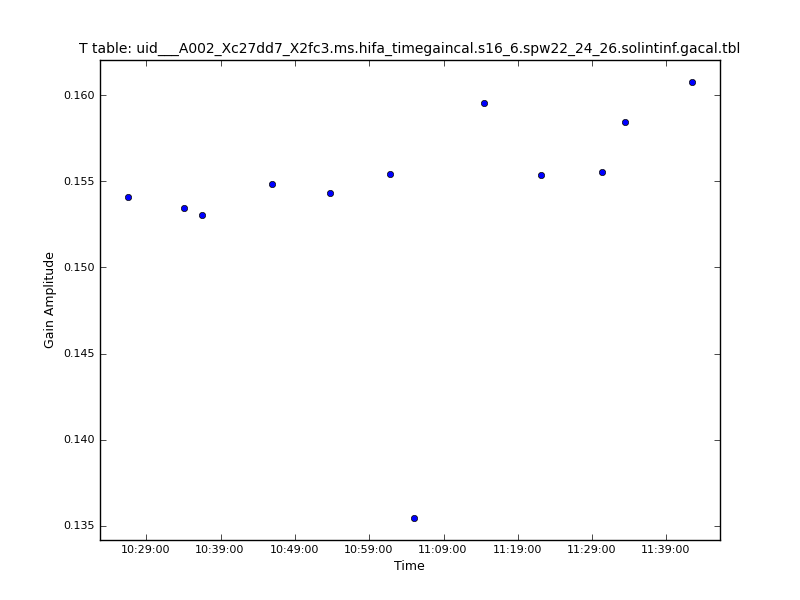 T table: uid___A002_Xc27dd7_X2fc3.ms.hifa_timegaincal.s16_6.spw22_24_26.solintinf.gacal.tbl
0.160
0.155
0.150
0.145
0.140
0.135
Gain Amplitude
10:29:00 10:39:00 10:49:00 10:59:00 11:09:00 11:19:00 11:29:00 11:39:00
Time